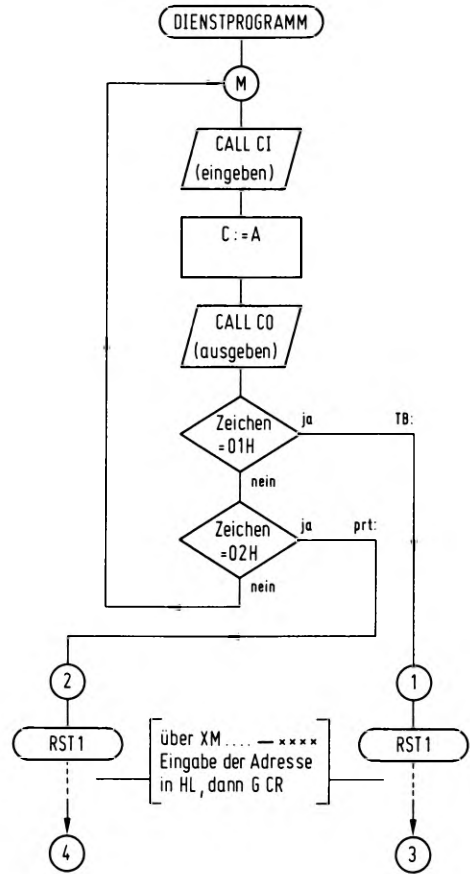 DIENSTPROGRAMM
M
CALL CI
(eingeben)
C:=A
CALL CO
(ausgeben)
Zeichen
=01H
ja
TB:
nein
Zeichen
=02H
ja
prt:
nein
2
1
RST1
über XM.... — xxxx
Eingabe der Adresse
in HL, dann G CR
RST1
4
3